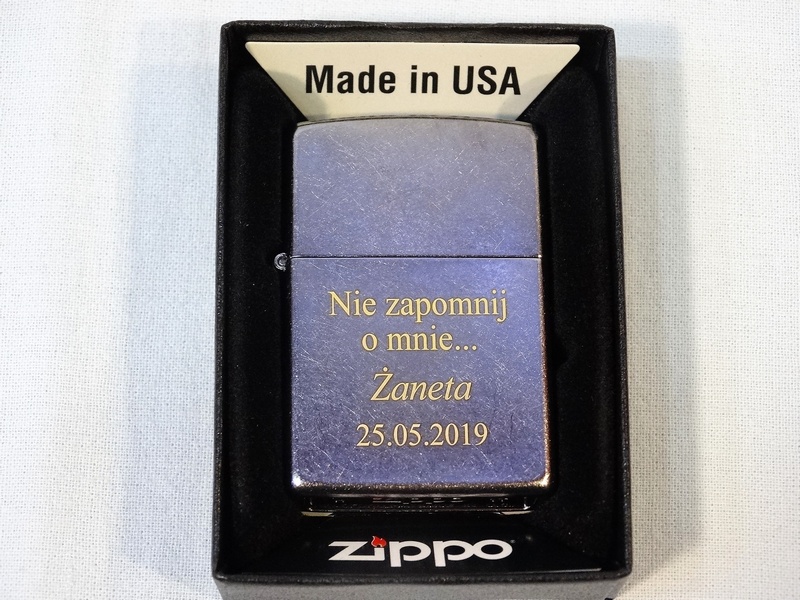 Made in USA
Nie zapomnij
o mnie...
Żaneta
25.05.2019
zippo